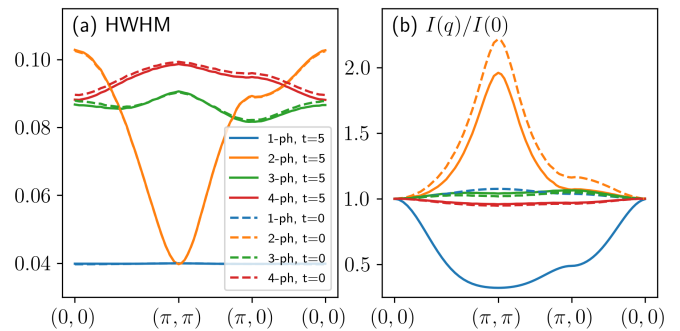 (a) HWHM
0.10
0.08
0.06
0.04
1-ph, t=5
2-ph, t=5
3-ph, t=5
4-ph, t=5
1-ph, t=0
2-ph, t=0
3-ph, t=0
4-ph, t=0
(0, 0) (π, π) (π, 0) (0, 0)
(b) I(q)/I(0)
2.0
1.5
1.0
0.5
(0, 0) (π, π) (π, 0) (0, 0)